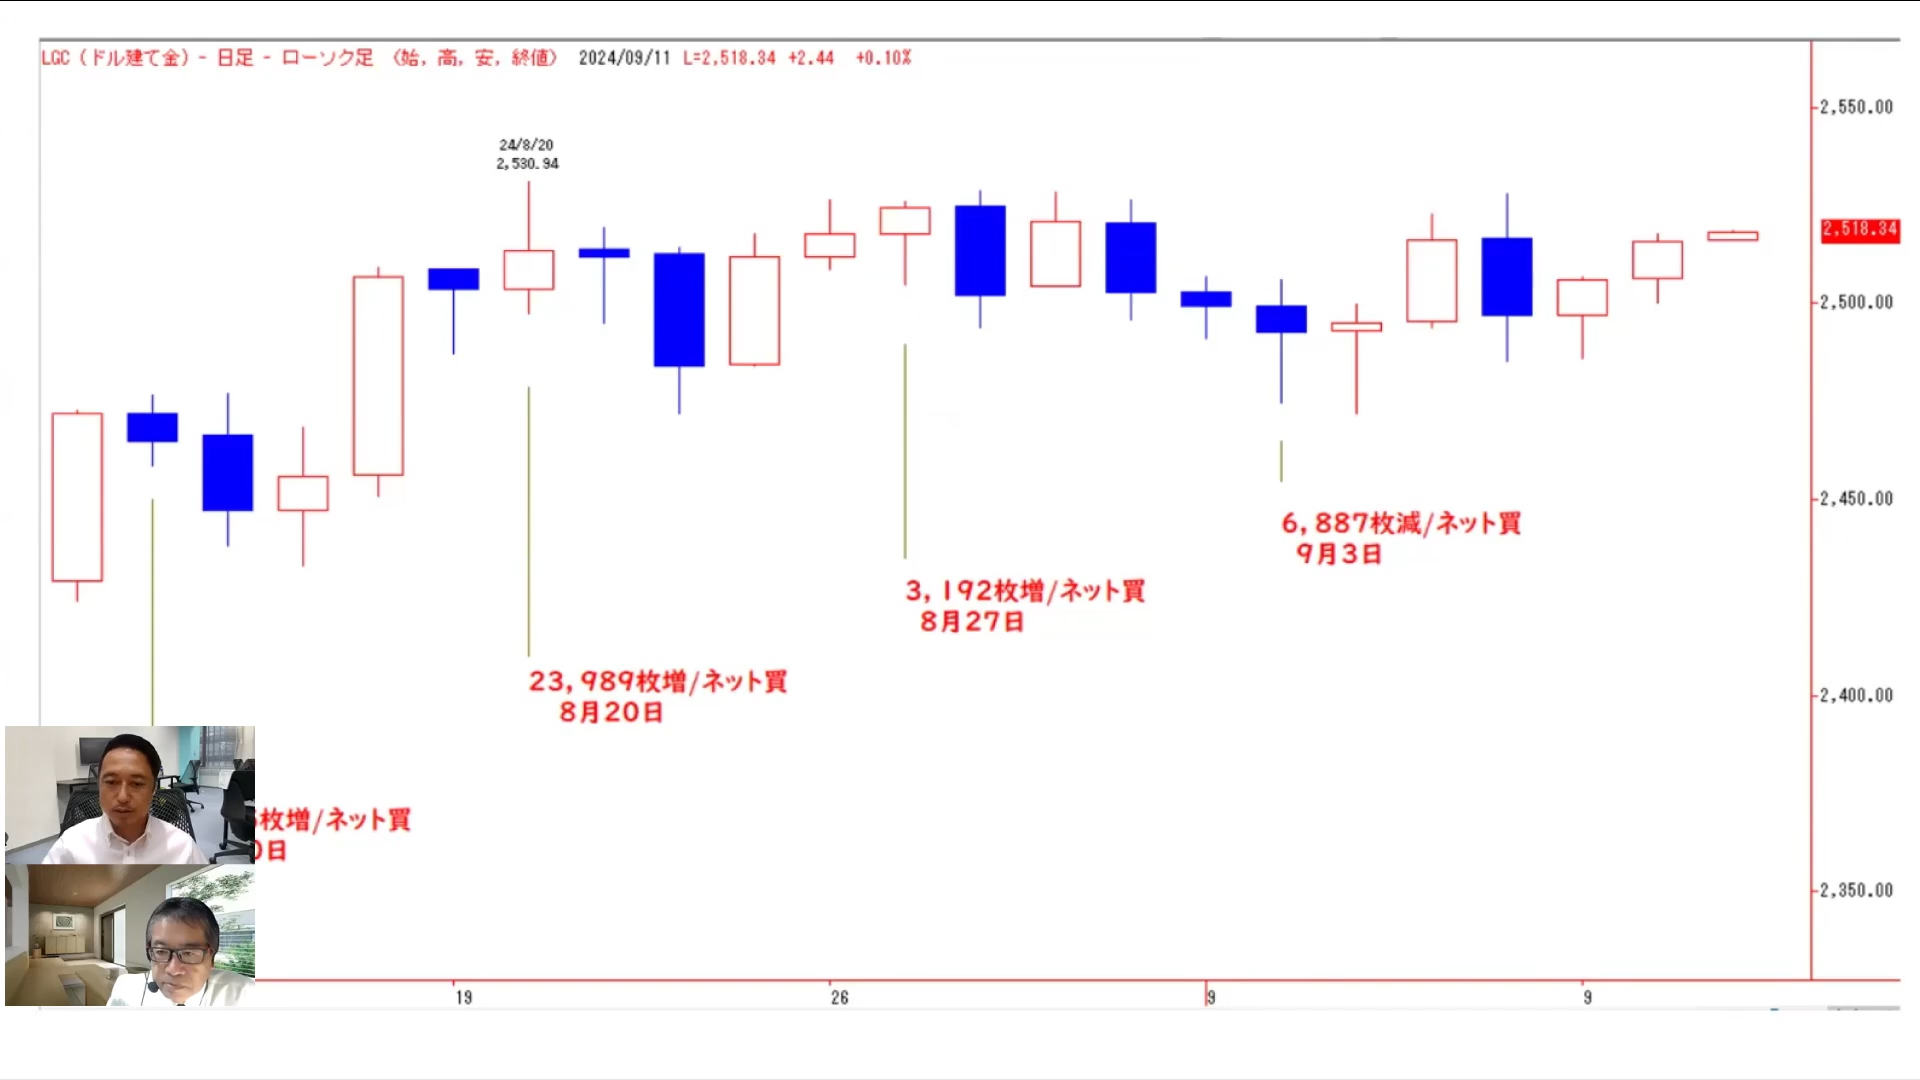 LGC (ドル建て金) - 日足 - ローソク足 〈始, 高, 安, 終値〉 2024/09/11 L=2,518.34 +2.44 +0.10%
2,550.00
24/8/20
2,530.94
2,518.34
2,500.00
2,450.00
6,887枚減/ネット買
9月3日
3,192枚増/ネット買
8月27日
23,989枚増/ネット買
8月20日
2,400.00
枚増/ネット買
日
2,350.00
19
26
9
9